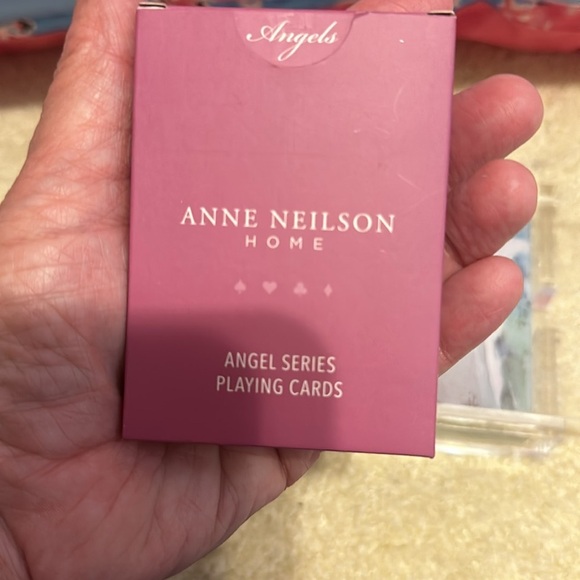 Angels
ANNE NEILSON
HOME
ANGEL SERIES
PLAYING CARDS